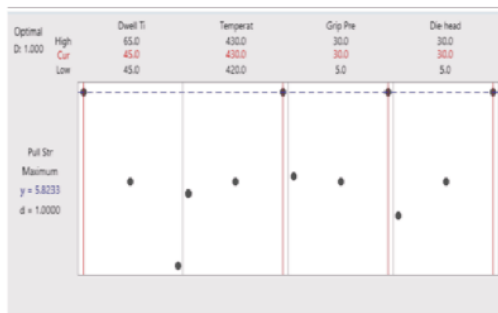 Optimal
D: 1.000
Dwell Ti Temperat Grip Pre Die head
High 65.0 430.0 30.0 30.0
Cur 45.0 430.0 30.0 30.0
Low 45.0 420.0 5.0 5.0
Pull Str
Maximum
y = 5.8233
d = 1.0000